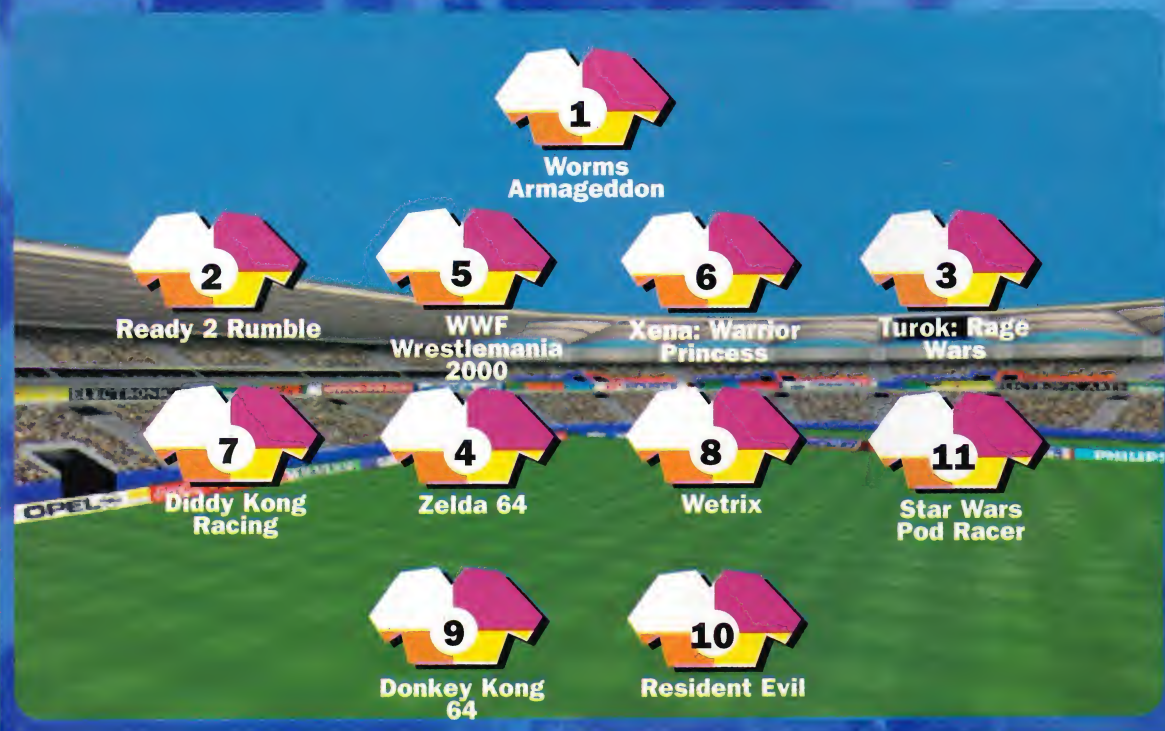 1
Worms
Armageddon
2
Ready 2 Rumble
5
WWF
Wrestlemania
2000
6
Xena: Warrior
Princess
3
Turok: Rage
Wars
7
Diddy Kong
Racing
4
Zelda 64
8
Wetrix
11
Star Wars
Pod Racer
OPEL
PHILIPS
9
Donkey Kong
64
10
Resident Evil